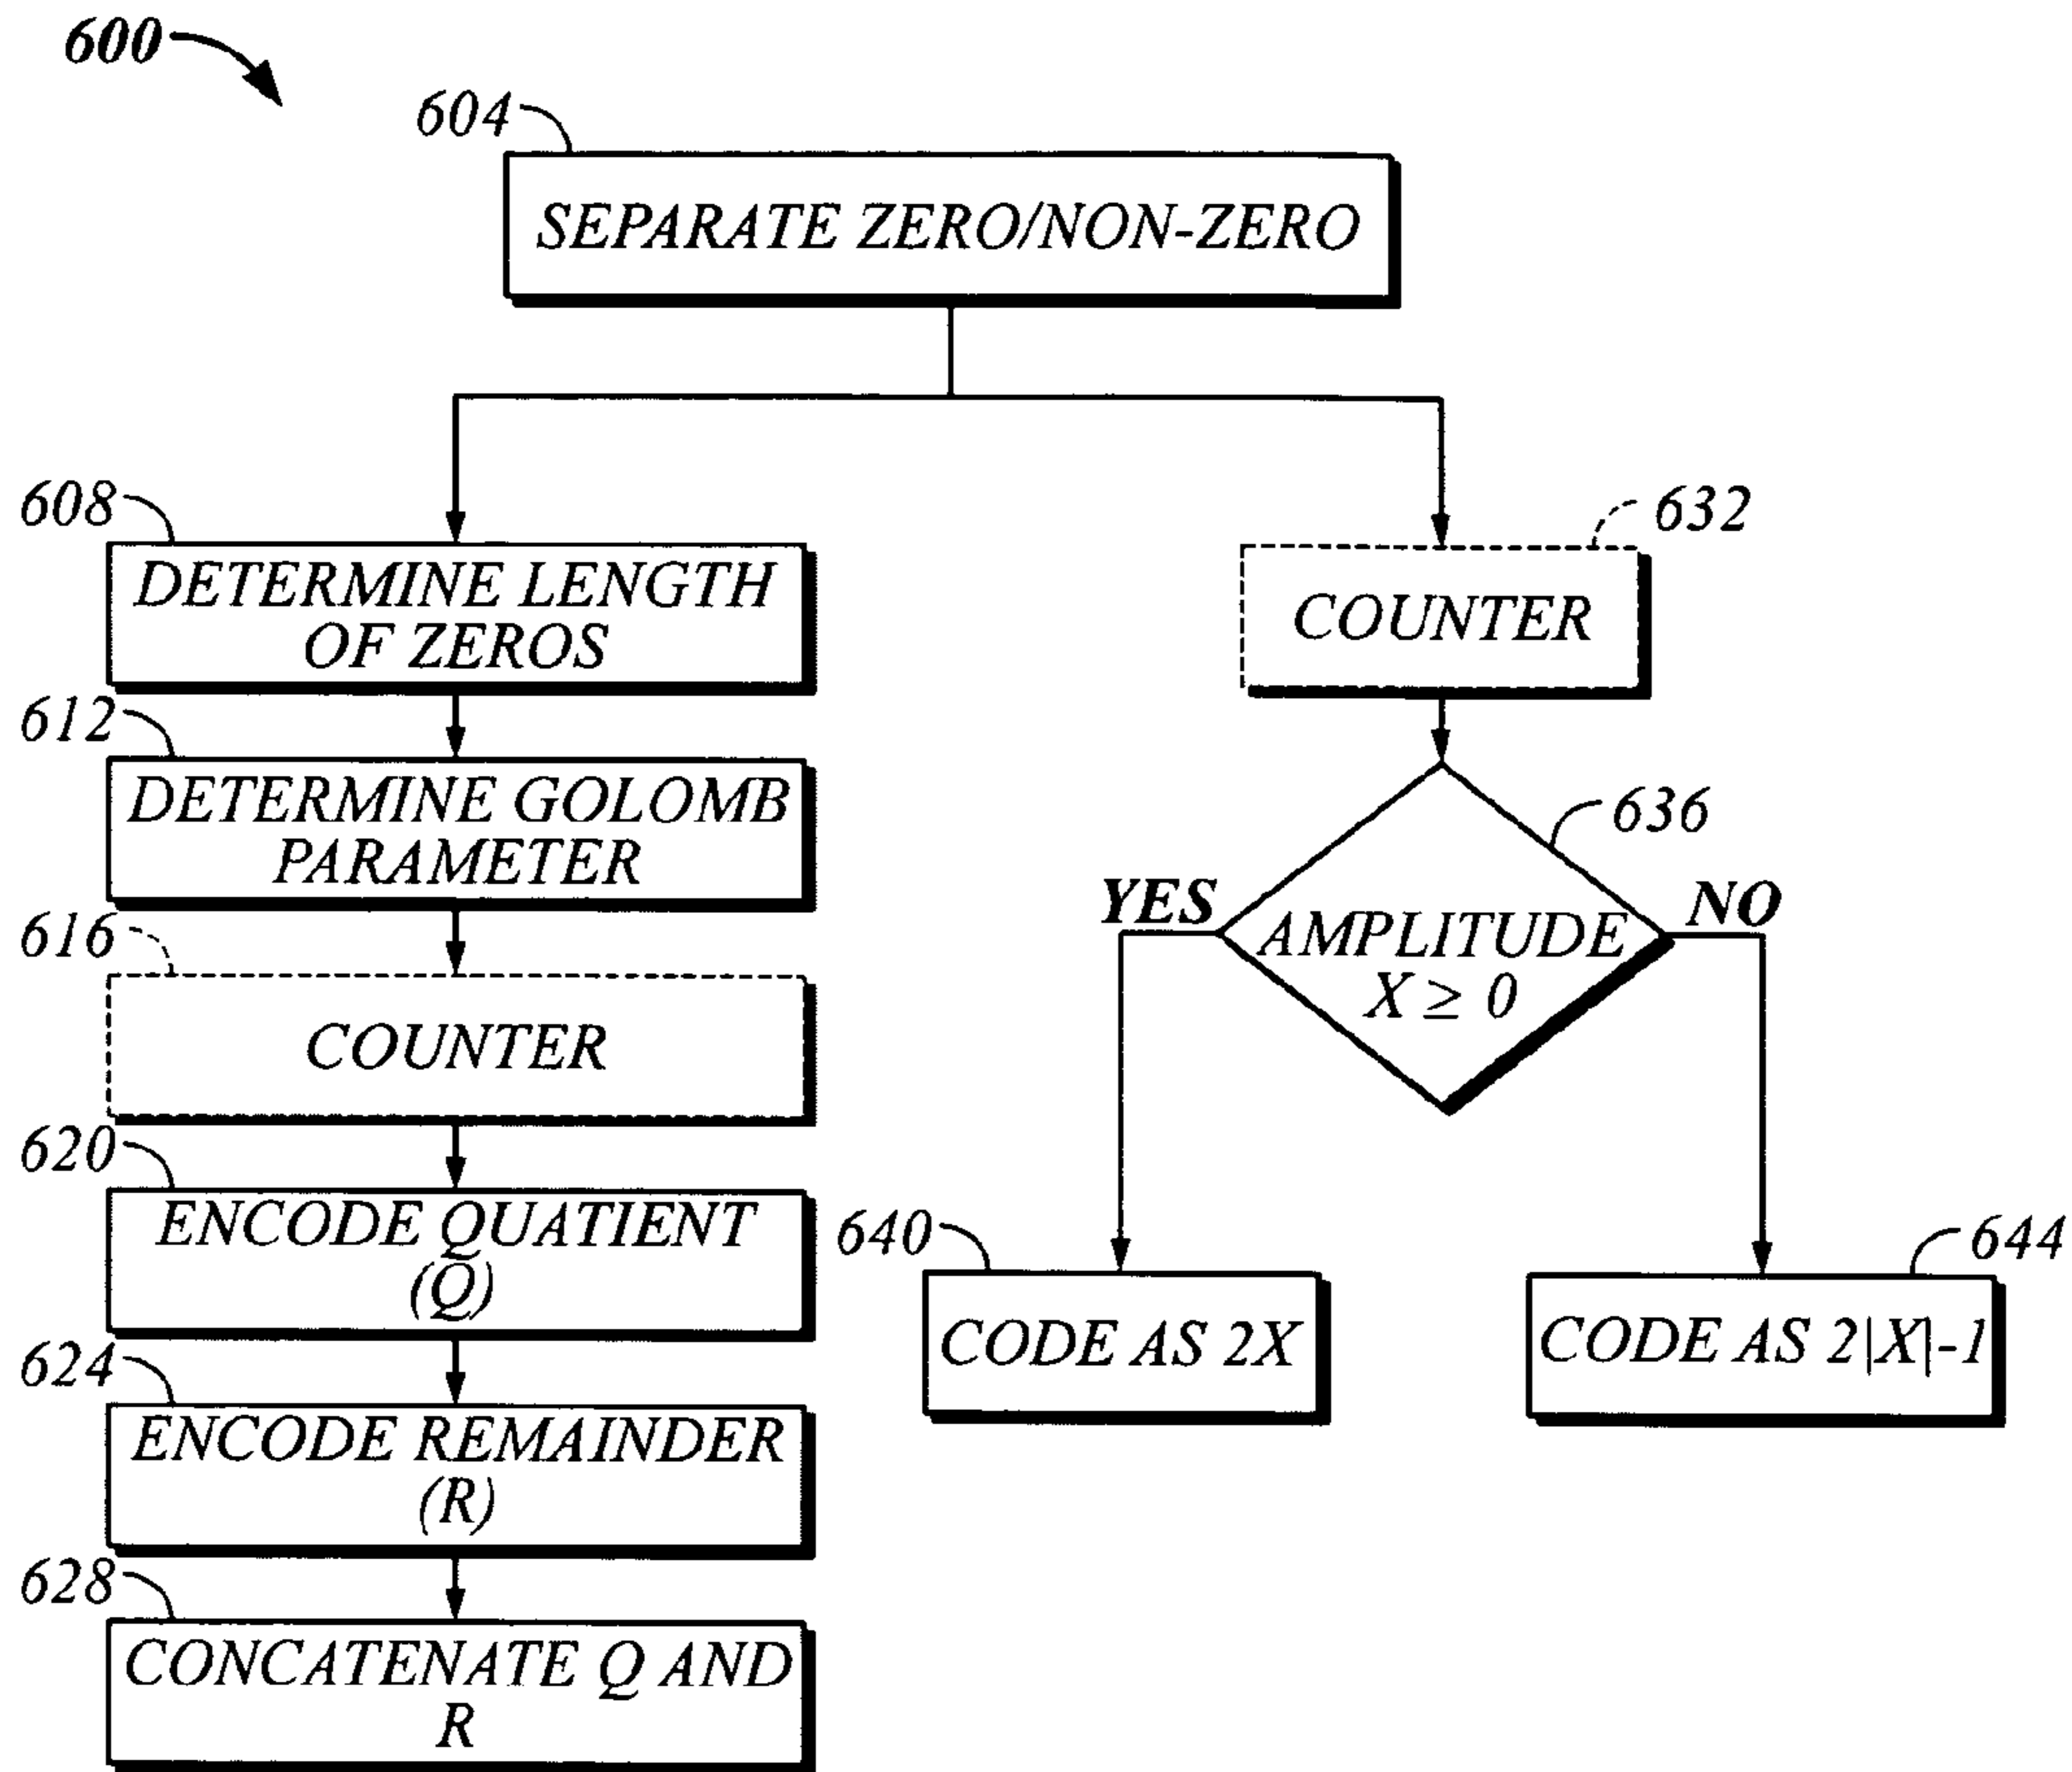 600
604
SEPARATE ZERO/NON-ZERO
608
DETERMINE LENGTH
OF ZEROS
612
DETERMINE GOLOMB
PARAMETER
616
COUNTER
620
ENCODE QUATIENT
(Q)
624
ENCODE REMAINDER
(R)
628
CONCATENATE Q AND
R
632
COUNTER
636
AMPLITUDE
X ≥ 0
YES
NO
640
CODE AS 2X
644
CODE AS 2|X|-1